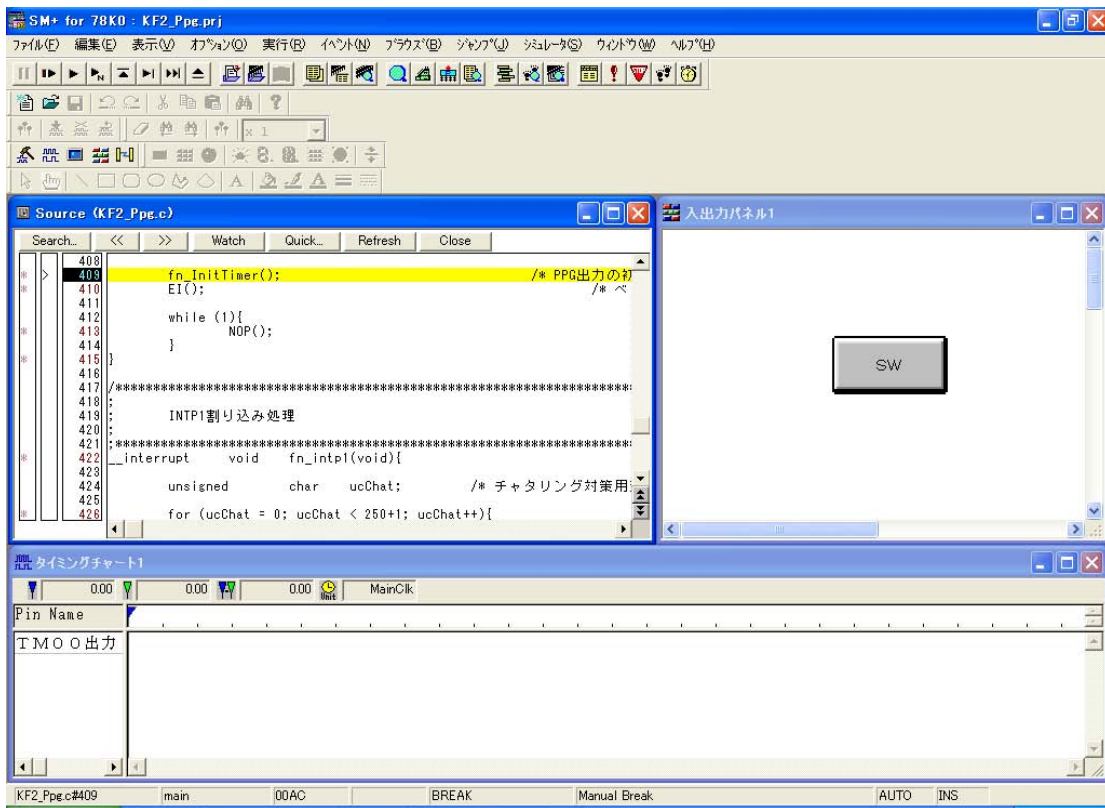 SM+ for 78K0 : KF2_Ppg.prj
ファイル(F) 編集(E) 表示(V) オプション(O) 実行(R) イベント(N) ブラウズ(B) ジャンプ(J) シミュレータ(S) ウィンドウ(W) ヘルプ(H)
x 1
Source (KF2_Ppg.c)
Search... << >> Watch Quick... Refresh Close
408
409 fn_InitTimer(); /* PPG出力の初
410 EI(); /* ベ
411
412 while (1){
413 NOP();
414 }
415 }
416
417 /*********************************************************************
418 ;
419 ; INTP1割り込み処理
420 ;
421 ;*********************************************************************
422 __interrupt void fn_intp1(void){
423
424 unsigned char ucChat; /* チャタリング対策用
425
426 for (ucChat = 0; ucChat < 250+1; ucChat++){
入出力パネル1
SW
タイミングチャート1
0.00 0.00 0.00 Unit MainClk
Pin Name
TM00出力
KF2_Ppg.c#409 main 00AC BREAK Manual Break AUTO INS